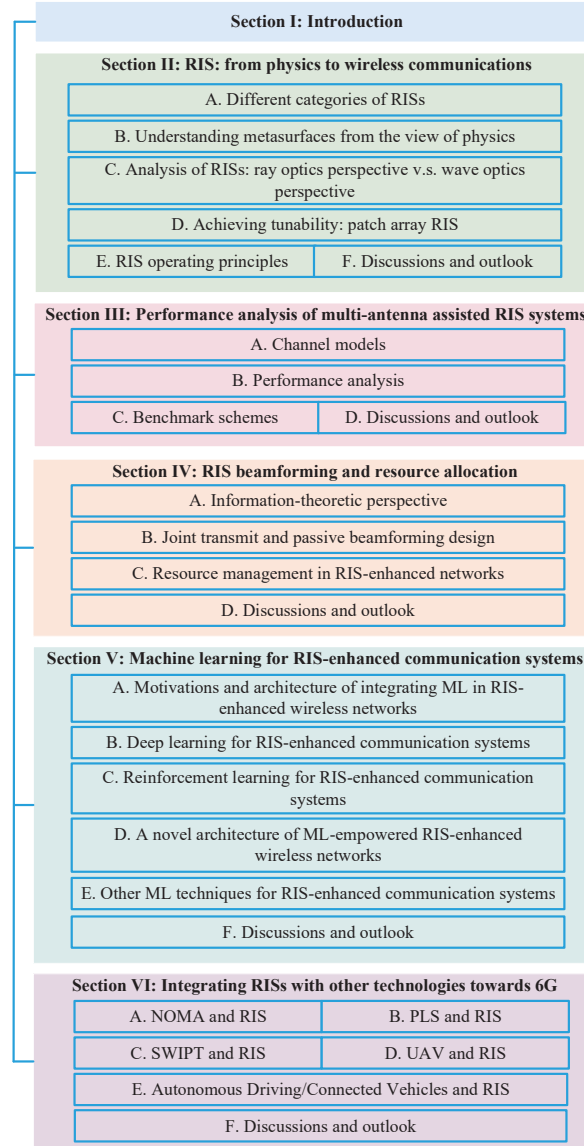 Section I: Introduction
Section II: RIS: from physics to wireless communications
A. Different categories of RISs
B. Understanding metasurfaces from the view of physics
C. Analysis of RISs: ray optics perspective v.s. wave optics
perspective
D. Achieving tunability: patch array RIS
E. RIS operating principles
F. Discussions and outlook
Section III: Performance analysis of multi-antenna assisted RIS systems
A. Channel models
B. Performance analysis
C. Benchmark schemes
D. Discussions and outlook
Section IV: RIS beamforming and resource allocation
A. Information-theoretic perspective
B. Joint transmit and passive beamforming design
C. Resource management in RIS-enhanced networks
D. Discussions and outlook
Section V: Machine learning for RIS-enhanced communication systems
A. Motivations and architecture of integrating ML in RIS-
enhanced wireless networks
B. Deep learning for RIS-enhanced communication systems
C. Reinforcement learning for RIS-enhanced communication
systems
D. A novel architecture of ML-empowered RIS-enhanced
wireless networks
E. Other ML techniques for RIS-enhanced communication systems
F. Discussions and outlook
Section VI: Integrating RISs with other technologies towards 6G
A. NOMA and RIS
B. PLS and RIS
C. SWIPT and RIS
D. UAV and RIS
E. Autonomous Driving/Connected Vehicles and RIS
F. Discussions and outlook